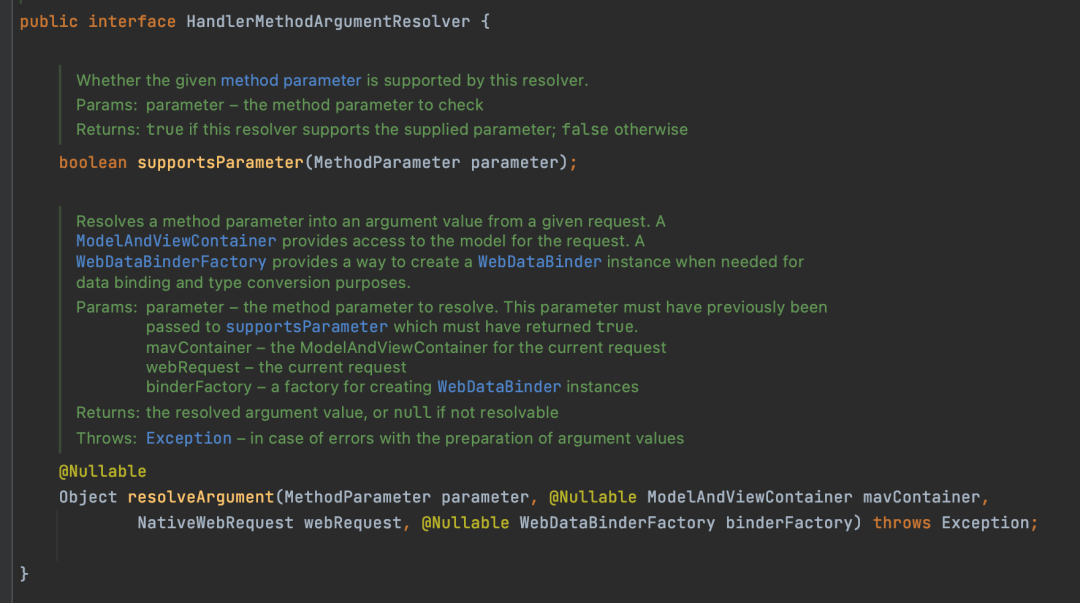 public interface HandlerMethodArgumentResolver {
Whether the given method parameter is supported by this resolver.
Params: parameter – the method parameter to check
Returns: true if this resolver supports the supplied parameter; false otherwise
boolean supportsParameter(MethodParameter parameter);
Resolves a method parameter into an argument value from a given request. A
ModelAndViewContainer provides access to the model for the request. A
WebDataBinderFactory provides a way to create a WebDataBinder instance when needed for
data binding and type conversion purposes.
Params: parameter – the method parameter to resolve. This parameter must have previously been
passed to supportsParameter which must have returned true.
mavContainer – the ModelAndViewContainer for the current request
webRequest – the current request
binderFactory – a factory for creating WebDataBinder instances
Returns: the resolved argument value, or null if not resolvable
Throws: Exception – in case of errors with the preparation of argument values
@Nullable
Object resolveArgument(MethodParameter parameter, @Nullable ModelAndViewContainer mavContainer,
NativeWebRequest webRequest, @Nullable WebDataBinderFactory binderFactory) throws Exception;
}